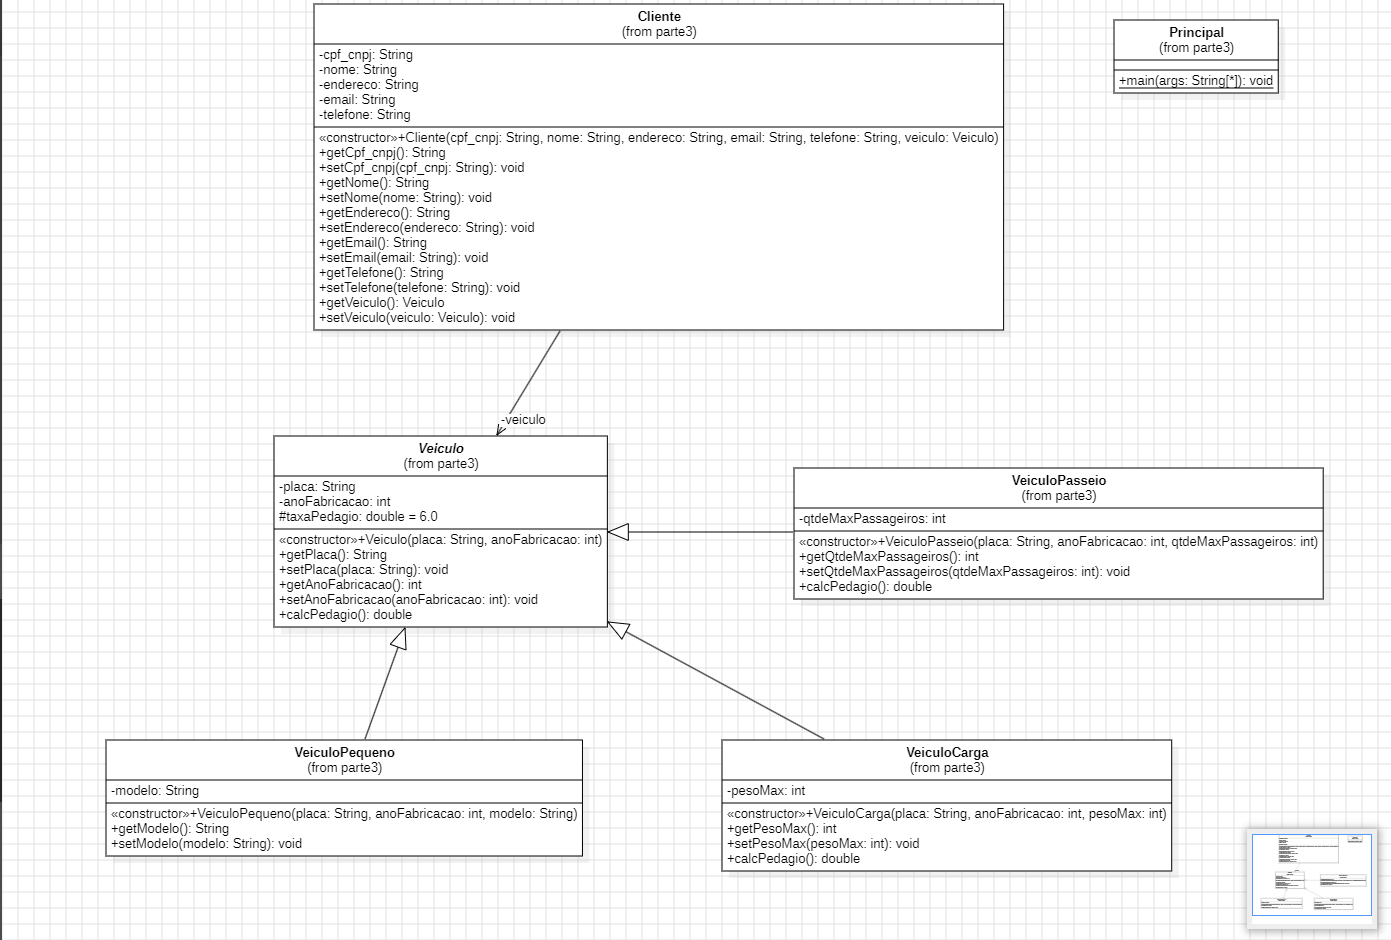 Cliente
(from parte3)
-cpf_cnpj: String
-nome: String
-endereco: String
-email: String
-telefone: String
«constructor»+Cliente(cpf_cnpj: String, nome: String, endereco: String, email: String, telefone: String, veiculo: Veiculo)
+getCpf_cnpj(): String
+setCpf_cnpj(cpf_cnpj: String): void
+getNome(): String
+setNome(nome: String): void
+getEndereco(): String
+setEndereco(endereco: String): void
+getEmail(): String
+setEmail(email: String): void
+getTelefone(): String
+setTelefone(telefone: String): void
+getVeiculo(): Veiculo
+setVeiculo(veiculo: Veiculo): void
Principal
(from parte3)
+main(args: String[*]): void
-veiculo
Veiculo
(from parte3)
-placa: String
-anoFabricacao: int
#taxaPedagio: double = 6.0
«constructor»+Veiculo(placa: String, anoFabricacao: int)
+getPlaca(): String
+setPlaca(placa: String): void
+getAnoFabricacao(): int
+setAnoFabricacao(anoFabricacao: int): void
+calcPedagio(): double
VeiculoPasseio
(from parte3)
-qtdeMaxPassageiros: int
«constructor»+VeiculoPasseio(placa: String, anoFabricacao: int, qtdeMaxPassageiros: int)
+getQtdeMaxPassageiros(): int
+setQtdeMaxPassageiros(qtdeMaxPassageiros: int): void
+calcPedagio(): double
VeiculoPequeno
(from parte3)
-modelo: String
«constructor»+VeiculoPequeno(placa: String, anoFabricacao: int, modelo: String)
+getModelo(): String
+setModelo(modelo: String): void
VeiculoCarga
(from parte3)
-pesoMax: int
«constructor»+VeiculoCarga(placa: String, anoFabricacao: int, pesoMax: int)
+getPesoMax(): int
+setPesoMax(pesoMax: int): void
+calcPedagio(): double